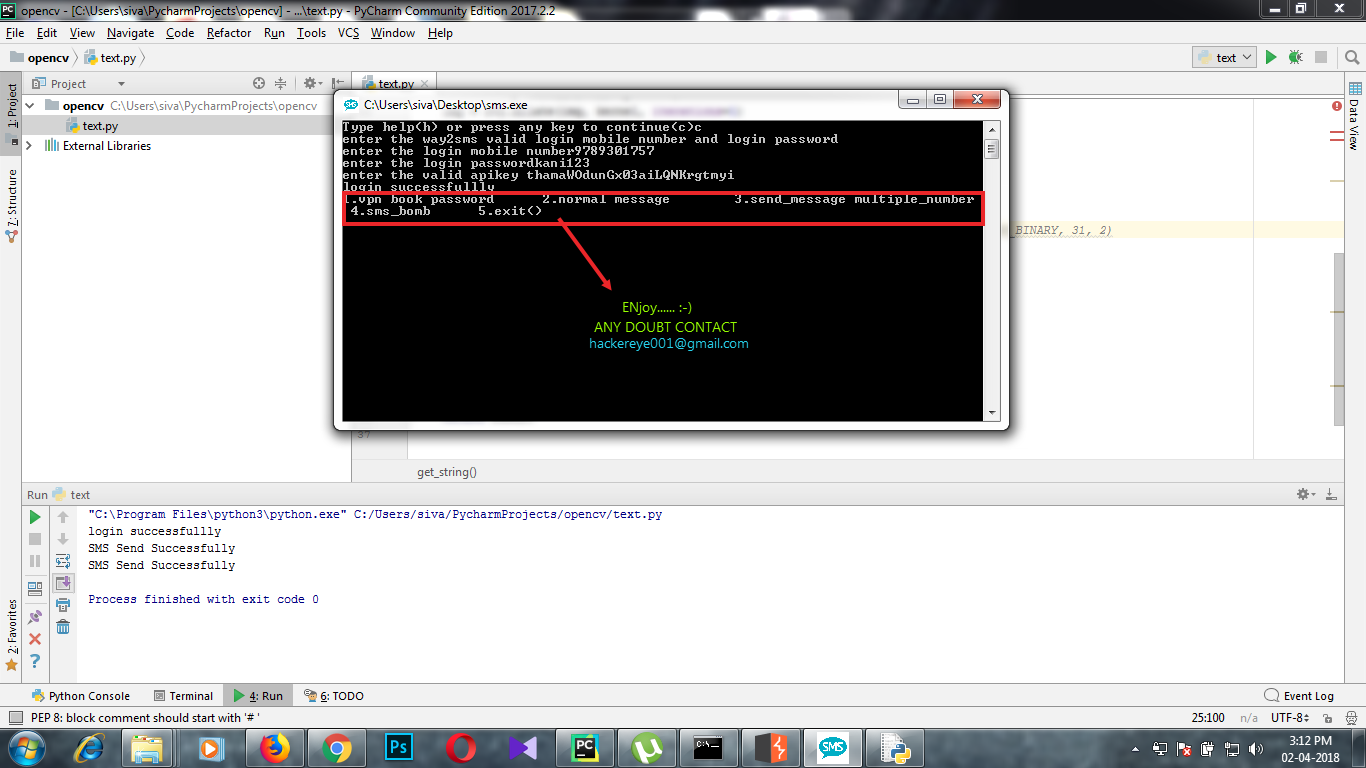 opencv - [C:\Users\siva\PycharmProjects\opencv] - ...\text.py - PyCharm Community Edition 2017.2.2
File Edit View Navigate Code Refactor Run Tools VCS Window Help
opencv text.py
text
Project
text.py
1: Project
opencv C:\Users\siva\PycharmProjects\opencv
text.py
External Libraries
7: Structure
Data View
C:\Users\siva\Desktop\sms.exe
Type help(h) or press any key to continue(c)c
enter the way2sms valid login mobile number and login password
enter the login mobile number9789301757
enter the login passwordkani123
enter the valid apikey thamaWOdunGx03aiLQNKrgtmyi
login successfullly
1.vpn book password 2.normal message 3.send_message multiple_number
4.sms_bomb 5.exit()
_BINARY, 31, 2)
ENjoy...... :-)
ANY DOUBT CONTACT
hackereye001@gmail.com
37
get_string()
Run text
"C:\Program Files\python3\python.exe" C:/Users/siva/PycharmProjects/opencv/text.py
login successfullly
SMS Send Successfully
SMS Send Successfully
Process finished with exit code 0
2: Favorites
Python Console Terminal 4: Run 6: TODO Event Log
PEP 8: block comment should start with '# '
25:100 n/a UTF-8
3:12 PM
02-04-2018